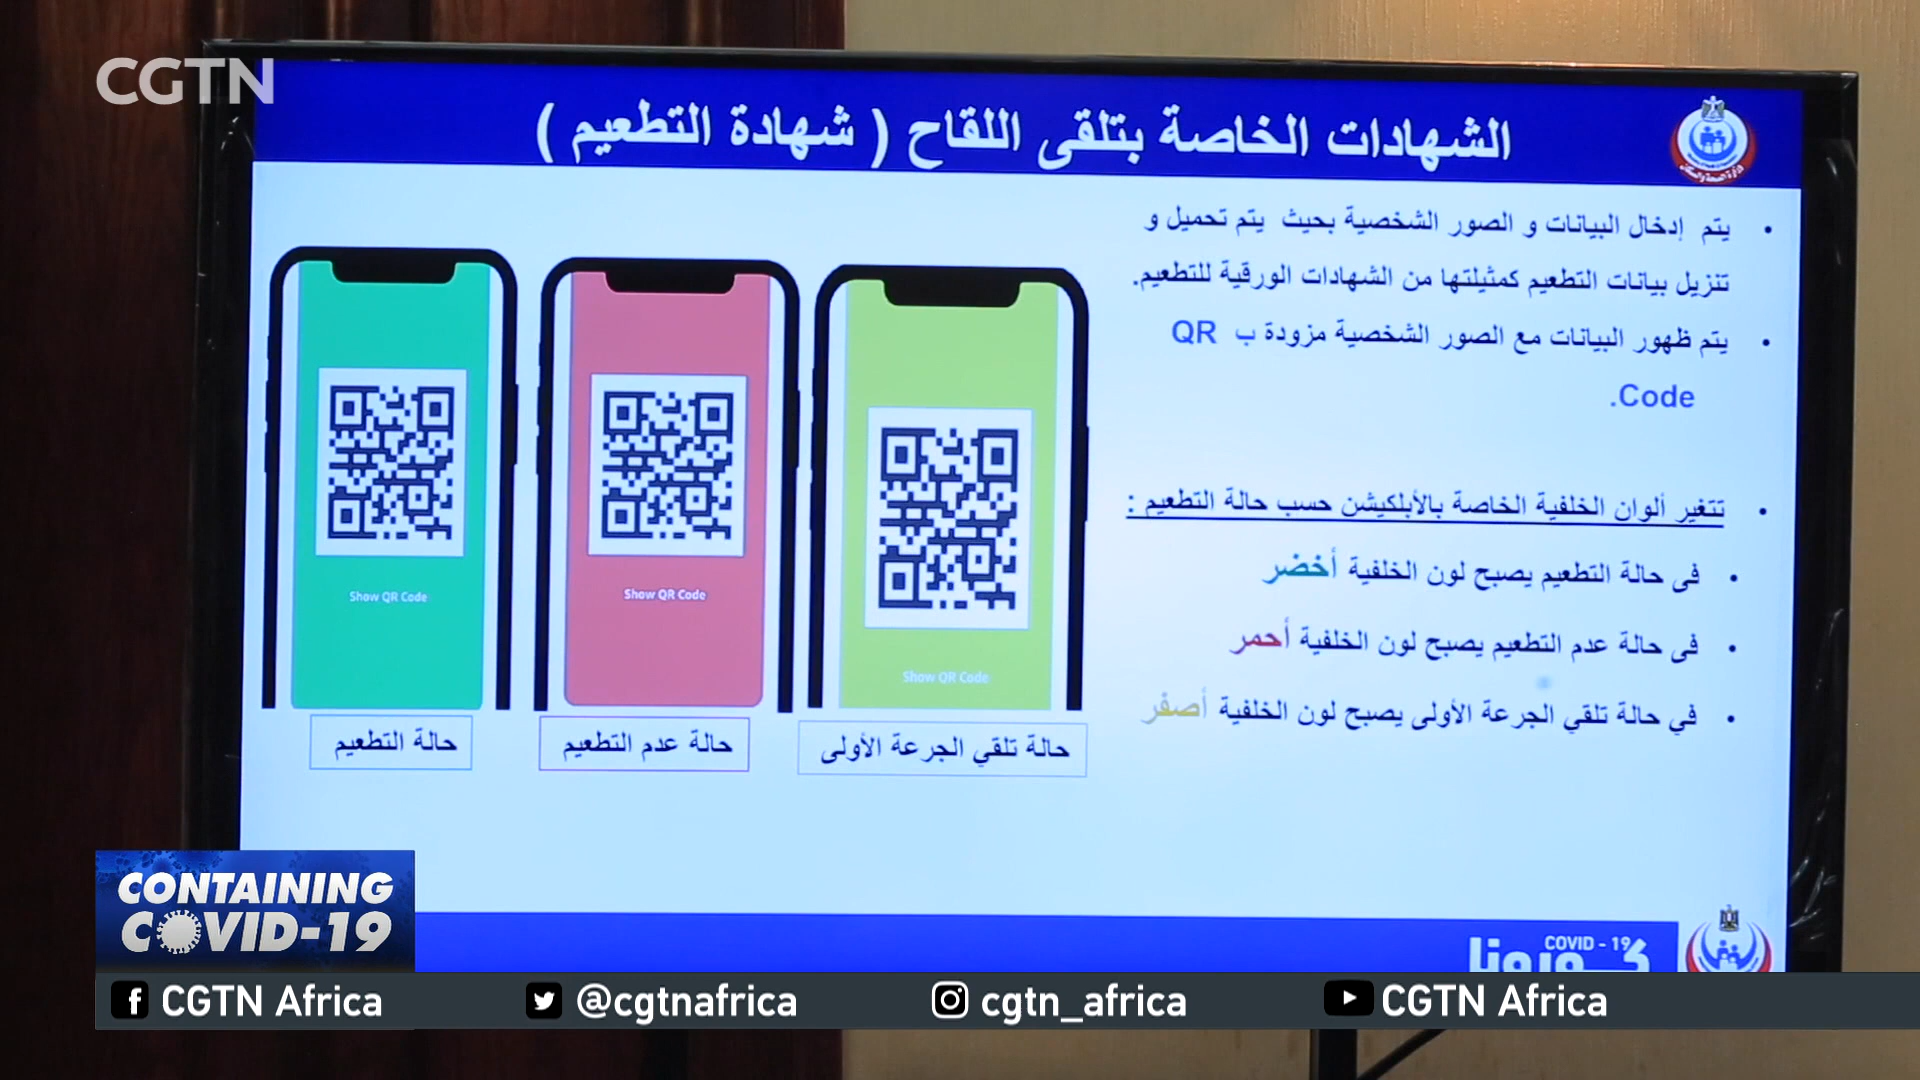 CGTN
الشهادات الخاصة بتلقى اللقاح ( شهادة التطعيم )
وزارة الصحة والسكان
• يتم إدخال البيانات و الصور الشخصية بحيث يتم تحميل و
تنزيل بيانات التطعيم كمثيلتها من الشهادات الورقية للتطعيم.
• يتم ظهور البيانات مع الصور الشخصية مزودة ب QR
Code.
• تتغير ألوان الخلفية الخاصة بالأبلكيشن حسب حالة التطعيم :
• فى حالة التطعيم يصبح لون الخلفية أخضر
• فى حالة عدم التطعيم يصبح لون الخلفية أحمر
• في حالة تلقي الجرعة الأولى يصبح لون الخلفية أصفر
Show QR Code
Show QR Code
Show QR Code
حالة تلقي الجرعة الأولى
حالة عدم التطعيم
حالة التطعيم
COVID - 19
كـورونا
CONTAINING
COVID-19
CGTN Africa
@cgtnafrica
cgtn_africa
CGTN Africa